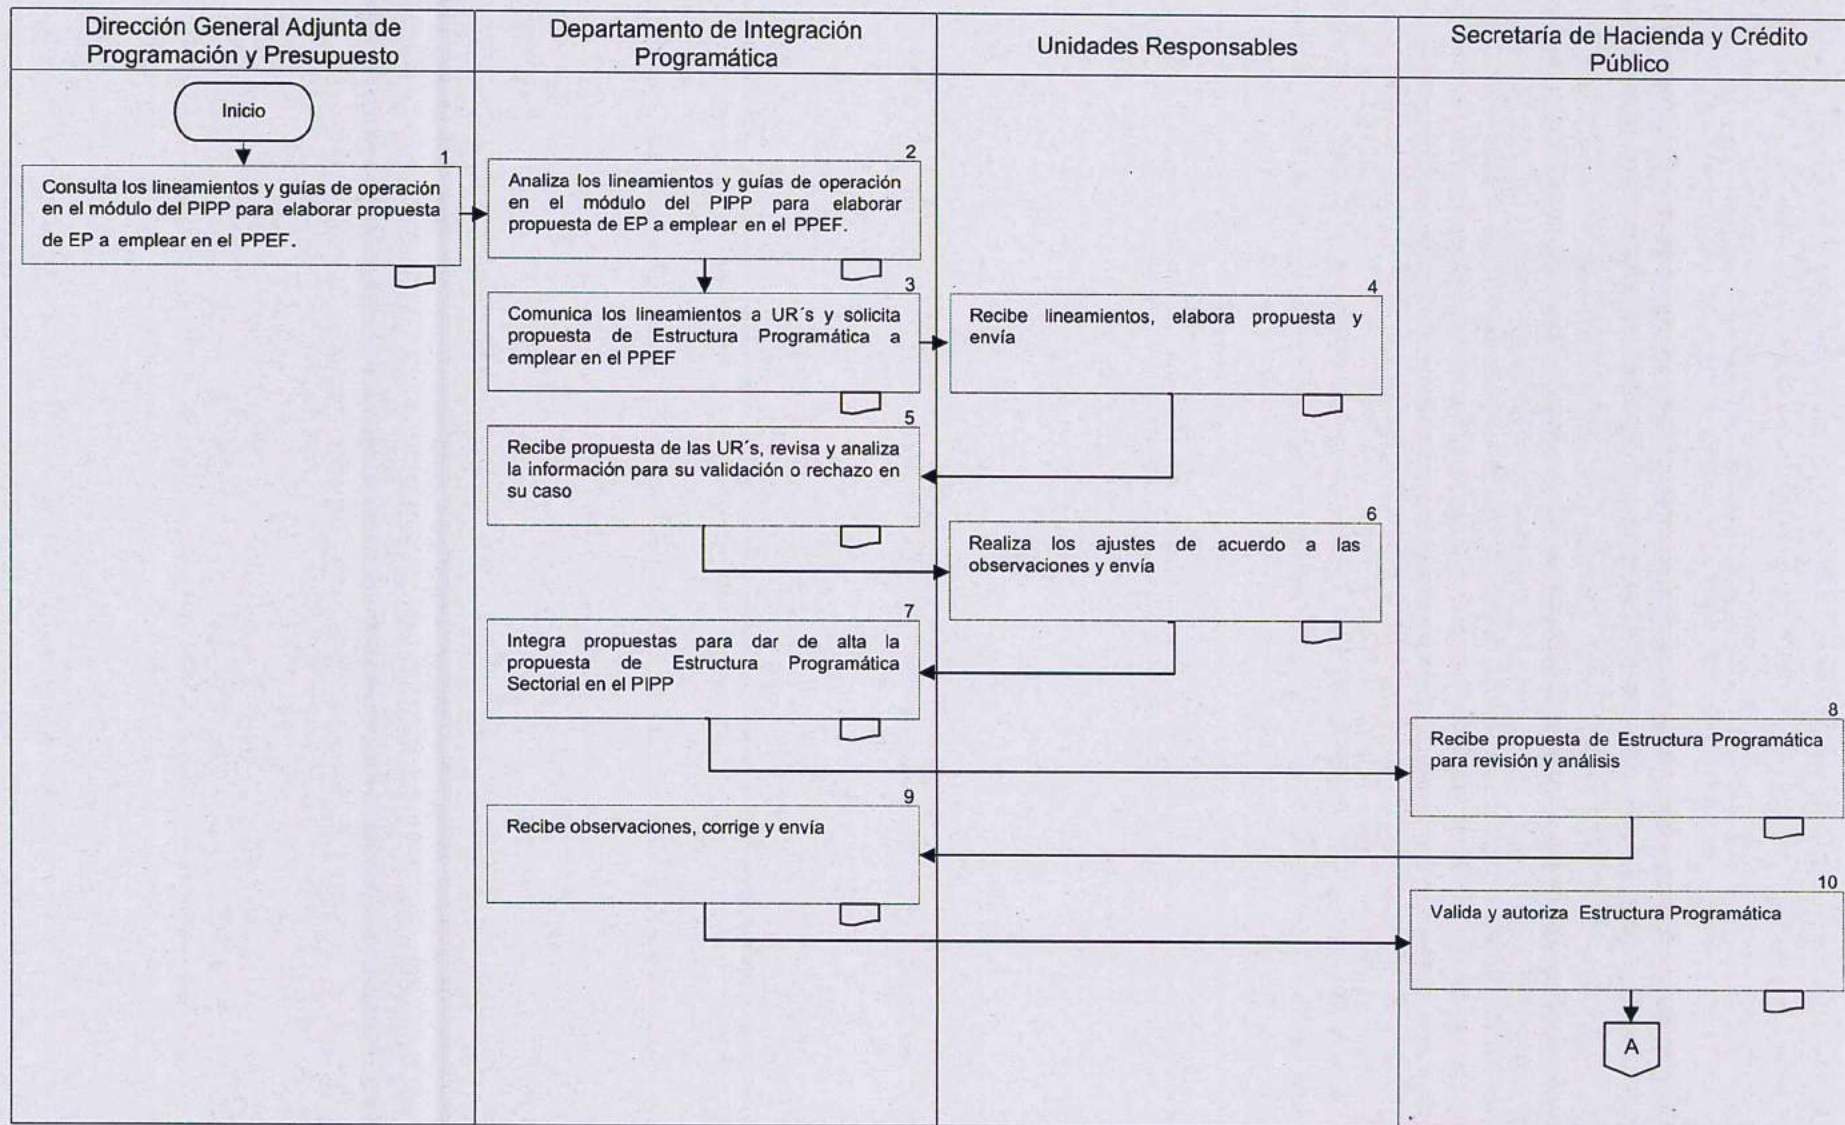 Dirección General Adjunta de
Programación y Presupuesto
Departamento de Integración
Programática
Unidades Responsables
Secretaría de Hacienda y Crédito
Público
Inicio
1
Consulta los lineamientos y guías de operación
en el módulo del PIPP para elaborar propuesta
de EP a emplear en el PPEF.
2
Analiza los lineamientos y guías de operación
en el módulo del PIPP para elaborar
propuesta de EP a emplear en el PPEF.
3
Comunica los lineamientos a UR´s y solicita
propuesta de Estructura Programática a
emplear en el PPEF
4
Recibe lineamientos, elabora propuesta y
envía
5
Recibe propuesta de las UR´s, revisa y analiza
la información para su validación o rechazo en
su caso
6
Realiza los ajustes de acuerdo a las
observaciones y envía
7
Integra propuestas para dar de alta la
propuesta de Estructura Programática
Sectorial en el PIPP
8
Recibe propuesta de Estructura Programática
para revisión y análisis
9
Recibe observaciones, corrige y envía
10
Valida y autoriza Estructura Programática
A